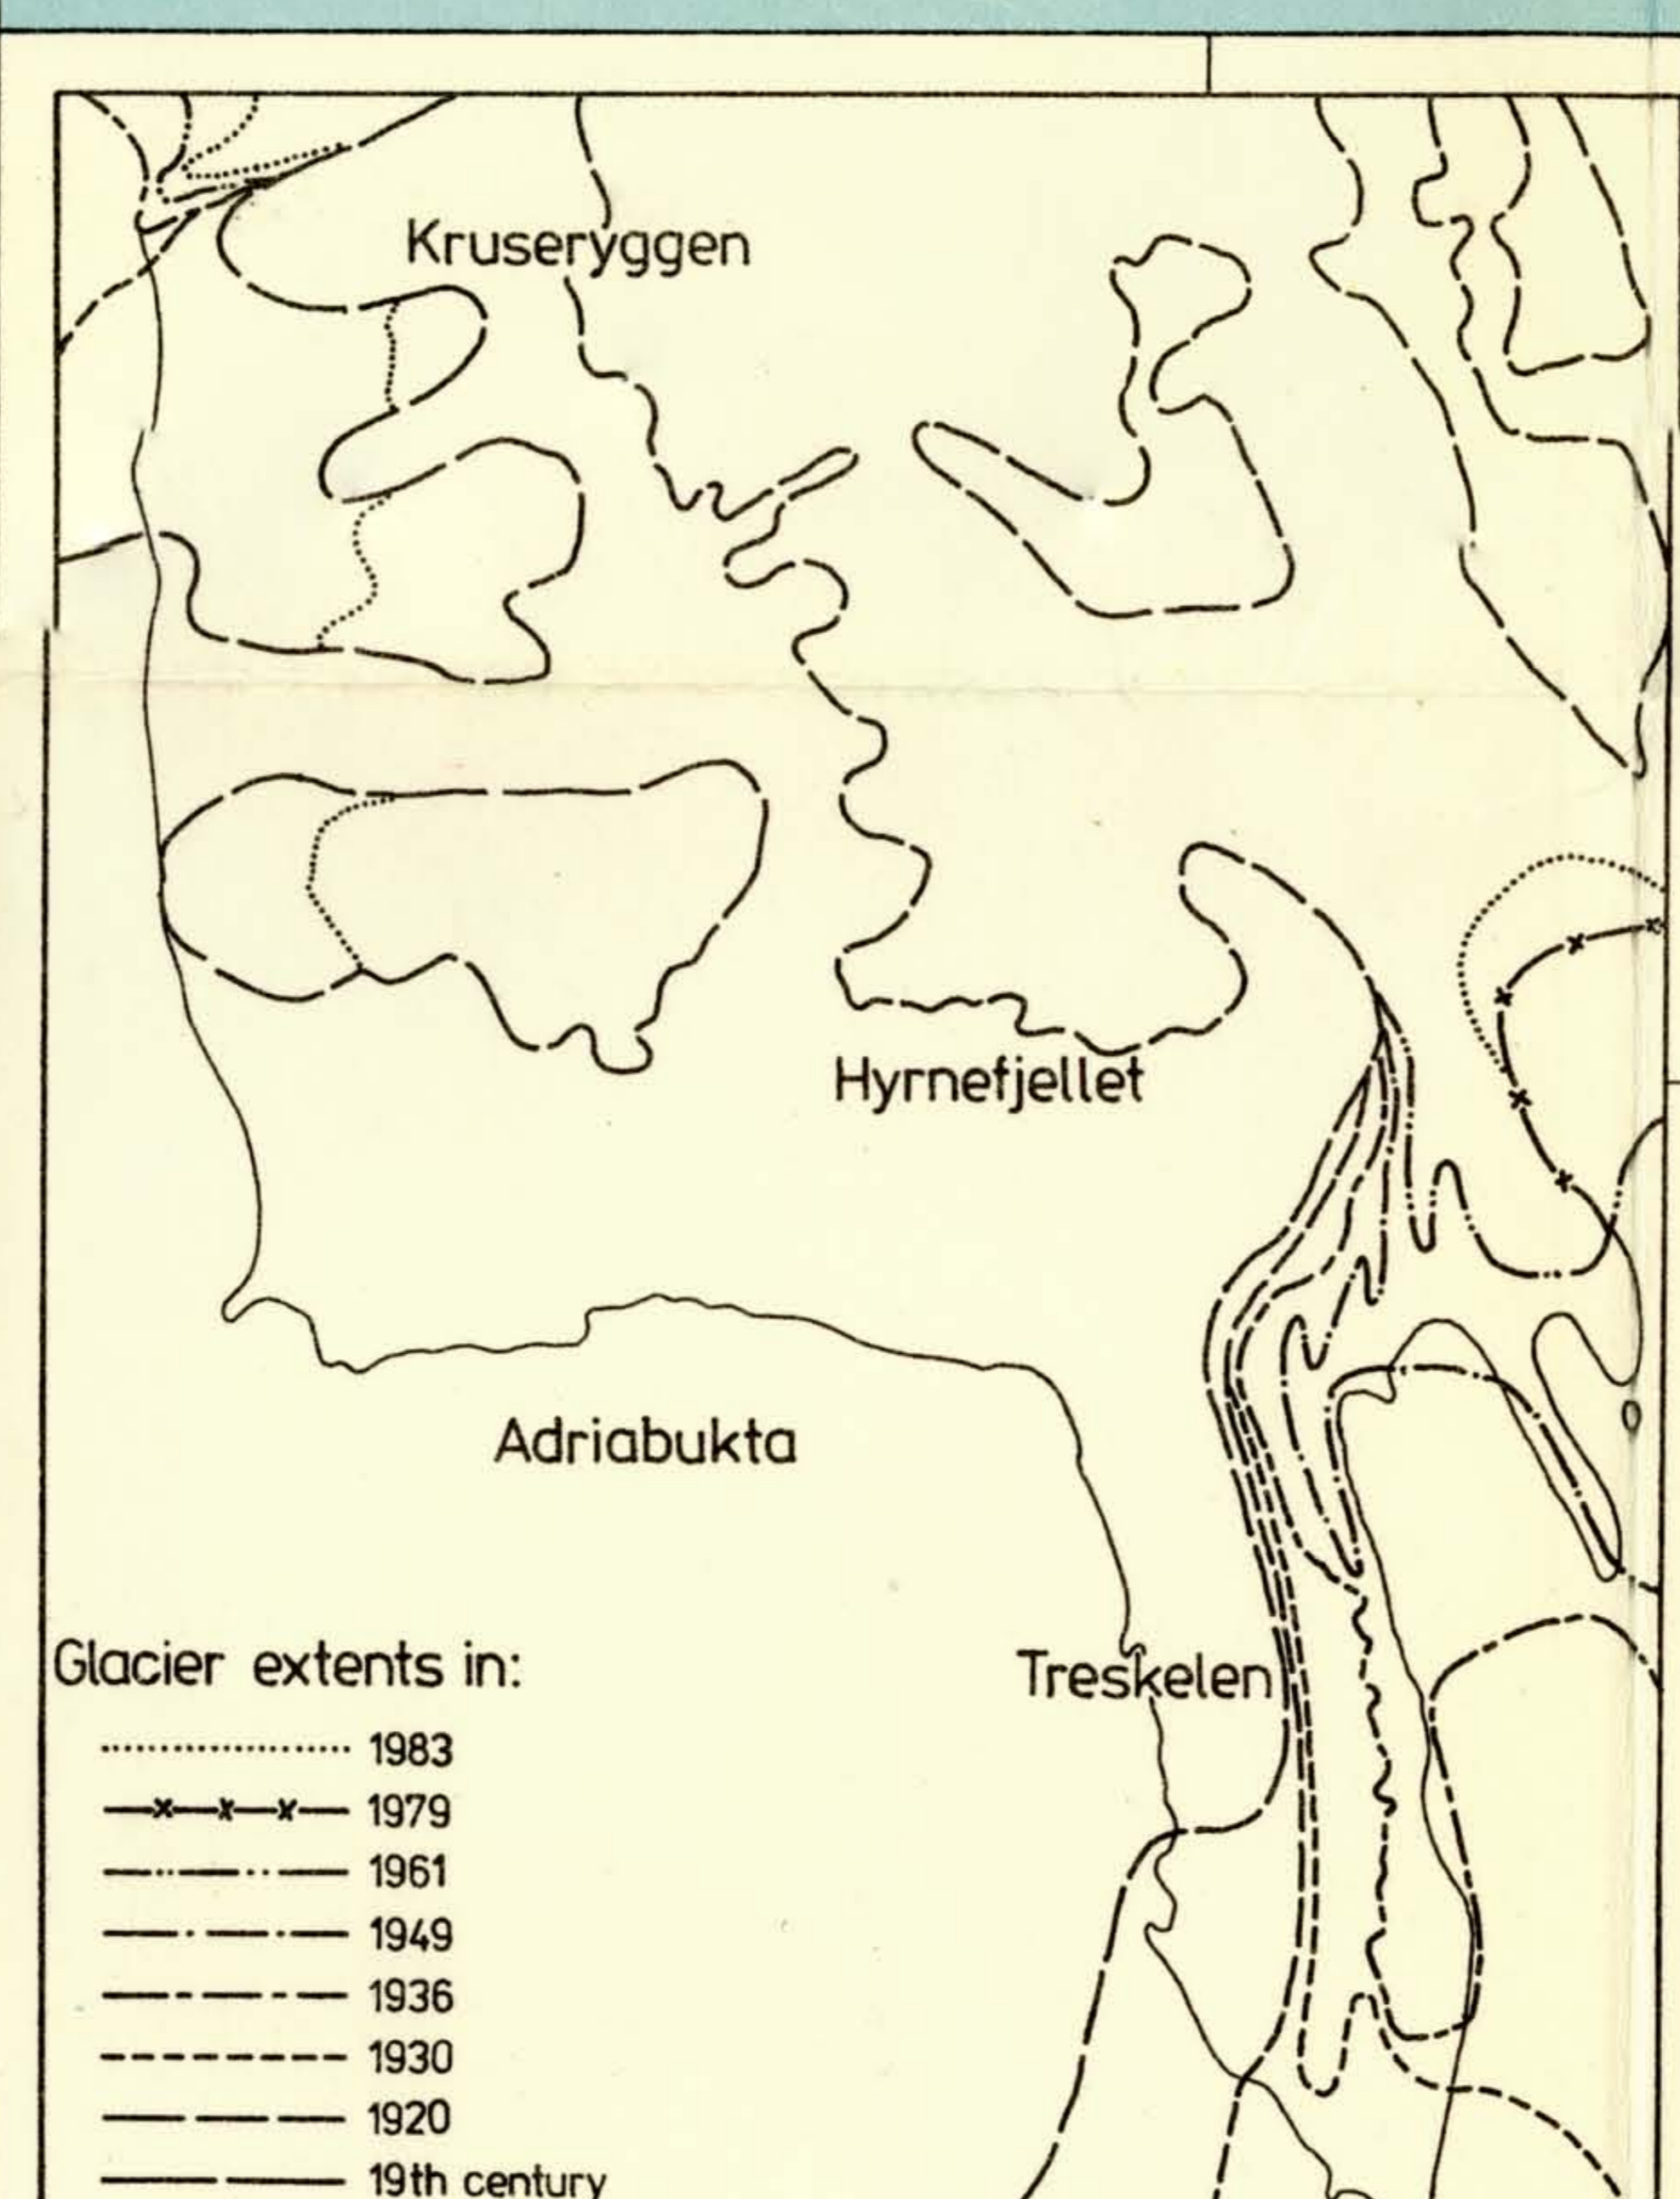 Kruseryggen
Hyrnefjellet
Adriabukta
Treskelen
Glacier extents in:
1983
1979
1961
1949
1936
1930
1920
19th century